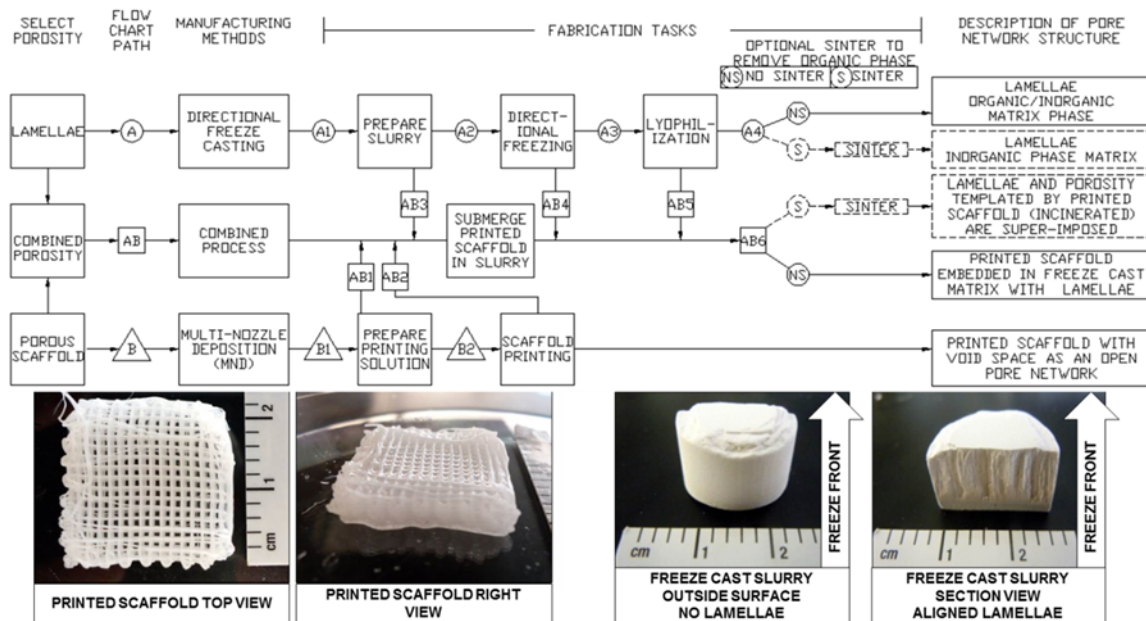 SELECT
POROSITY
FLOW
CHART
PATH
MANUFACTURING
METHODS
FABRICATION TASKS
DESCRIPTION OF PORE
NETWORK STRUCTURE
OPTIONAL SINTER TO
REMOVE ORGANIC PHASE
NS NO SINTER S SINTER
LAMELLAE
A
DIRECTIONAL
FREEZE
CASTING
A1
PREPARE
SLURRY
A2
DIRECT-
IONAL
FREEZING
A3
LYOPHIL-
IZATION
A4
NS
LAMELLAE
ORGANIC/INORGANIC
MATRIX PHASE
S
SINTER
LAMELLAE
INORGANIC PHASE MATRIX
AB3
AB4
AB5
COMBINED
POROSITY
AB
COMBINED
PROCESS
SUBMERGE
PRINTED
SCAFFOLD
IN SLURRY
AB6
S
SINTER
LAMELLAE AND POROSITY
TEMPLATED BY PRINTED
SCAFFOLD (INCINERATED)
ARE SUPER-IMPOSED
NS
PRINTED SCAFFOLD
EMBEDDED IN FREEZE CAST
MATRIX WITH LAMELLAE
AB1
AB2
POROUS
SCAFFOLD
B
MULTI-NOZZLE
DEPOSITION
(MND)
B1
PREPARE
PRINTING
SOLUTION
B2
SCAFFOLD
PRINTING
PRINTED SCAFFOLD WITH
VOID SPACE AS AN OPEN
PORE NETWORK
2
1
cm
PRINTED SCAFFOLD TOP VIEW
PRINTED SCAFFOLD RIGHT
VIEW
cm 1 2
FREEZE FRONT
FREEZE CAST SLURRY
OUTSIDE SURFACE
NO LAMELLAE
cm 1 2
FREEZE FRONT
FREEZE CAST SLURRY
SECTION VIEW
ALIGNED LAMELLAE